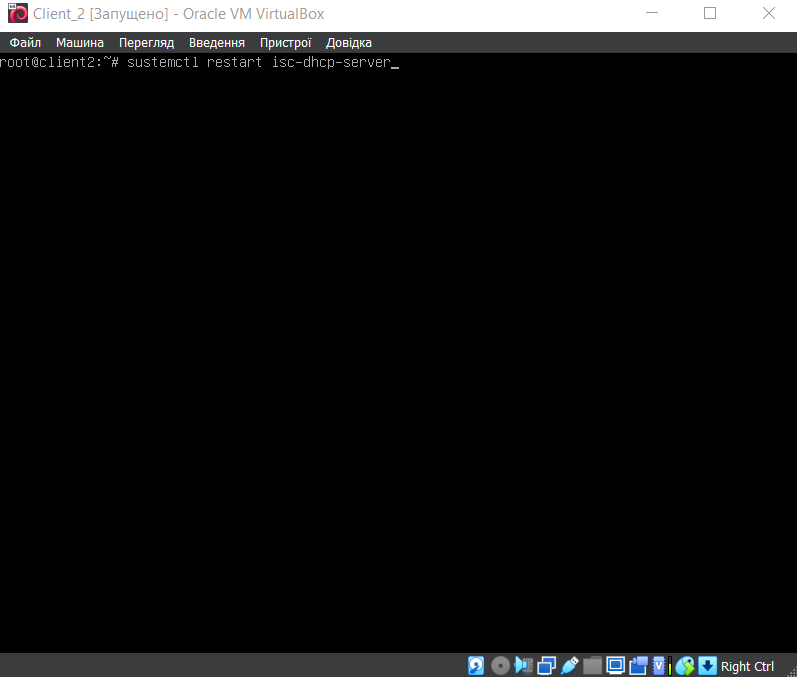 Client_2 [Запущено] - Oracle VM VirtualBox
Файл Машина Перегляд Введення Пристрої Довідка
root@client2:~# sustemctl restart isc-dhcp-server_
Right Ctrl